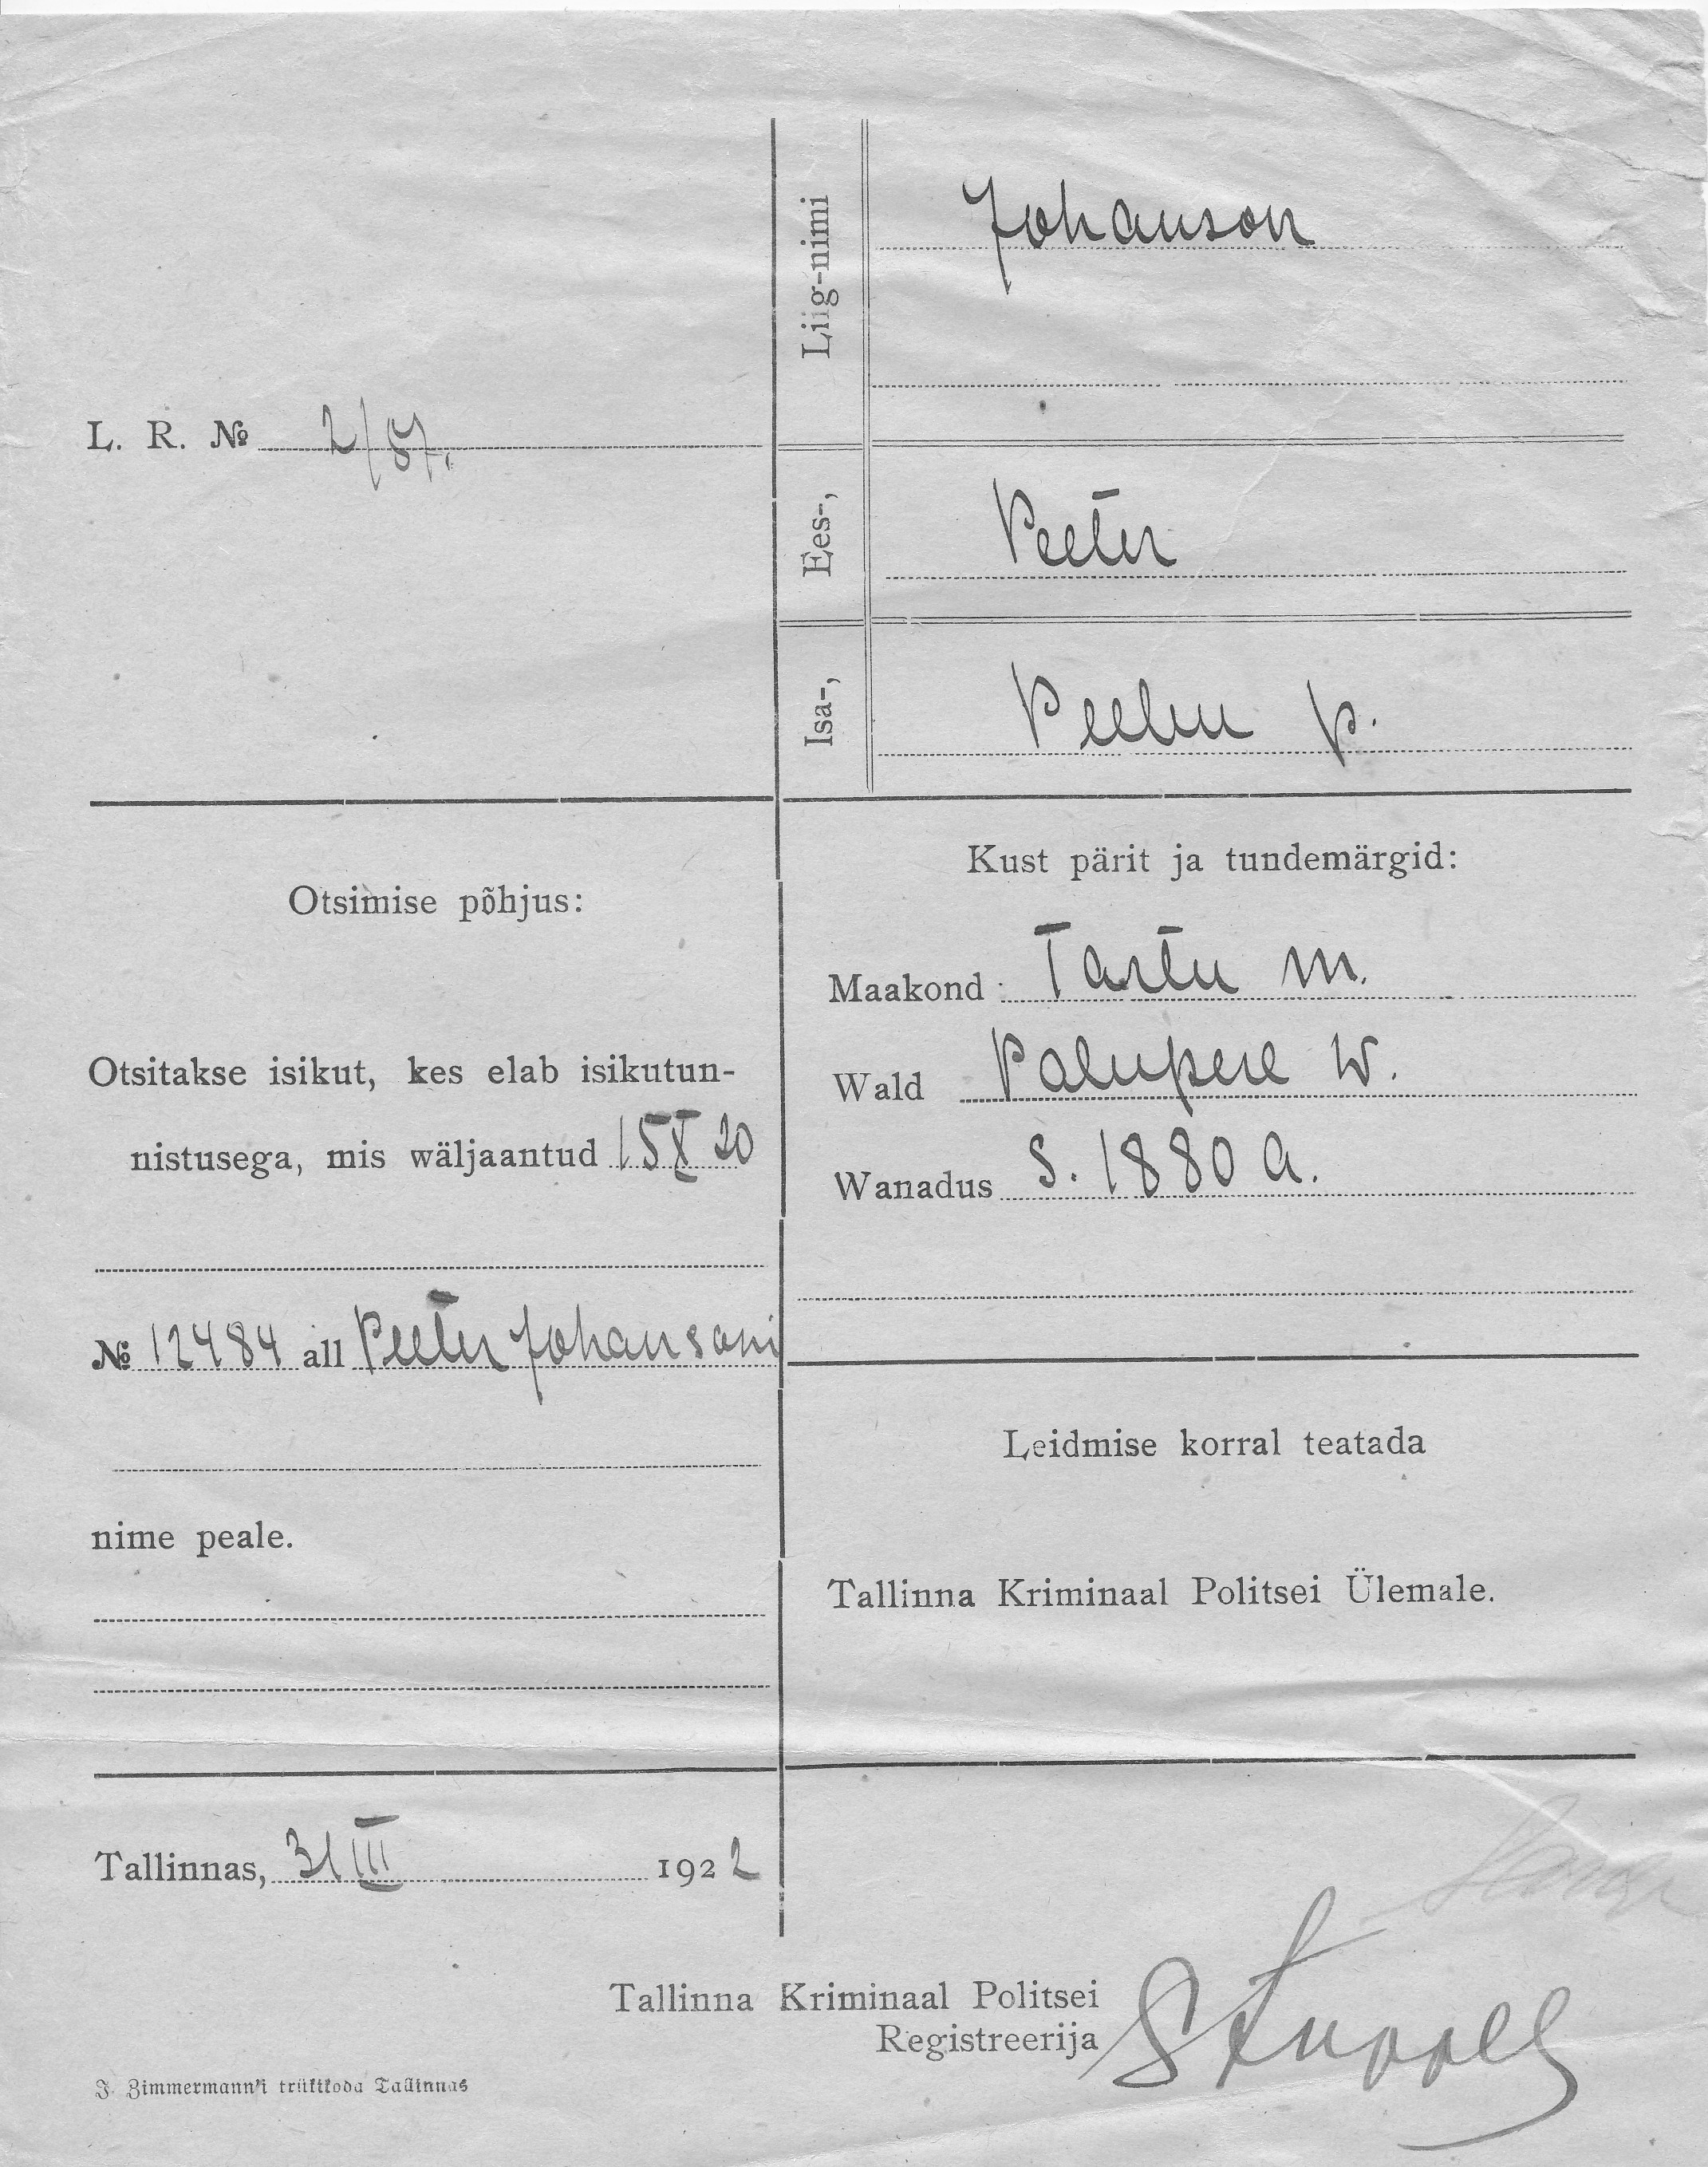 Liig-nimi
Johanson
L. R. № 2/87.
Ees-,
Peeter
Isa-,
Peetri p.
Otsimise põhjus:
Otsitakse isikut, kes elab isikutun-
nistusega, mis wäljaantud 15 X 20
№ 12484 all Peeter Johansoni
nime peale.
Kust pärit ja tundemärgid:
Maakond: Tartu m.
Wald Palupere w.
Wanadus s. 1880 a.
Leidmise korral teatada
Tallinna Kriminaal Politsei Ülemale.
Tallinnas, 31 III 1922
Tallinna Kriminaal Politsei
Registreerija
J. Zimmermann'i trükikoda Tallinnas